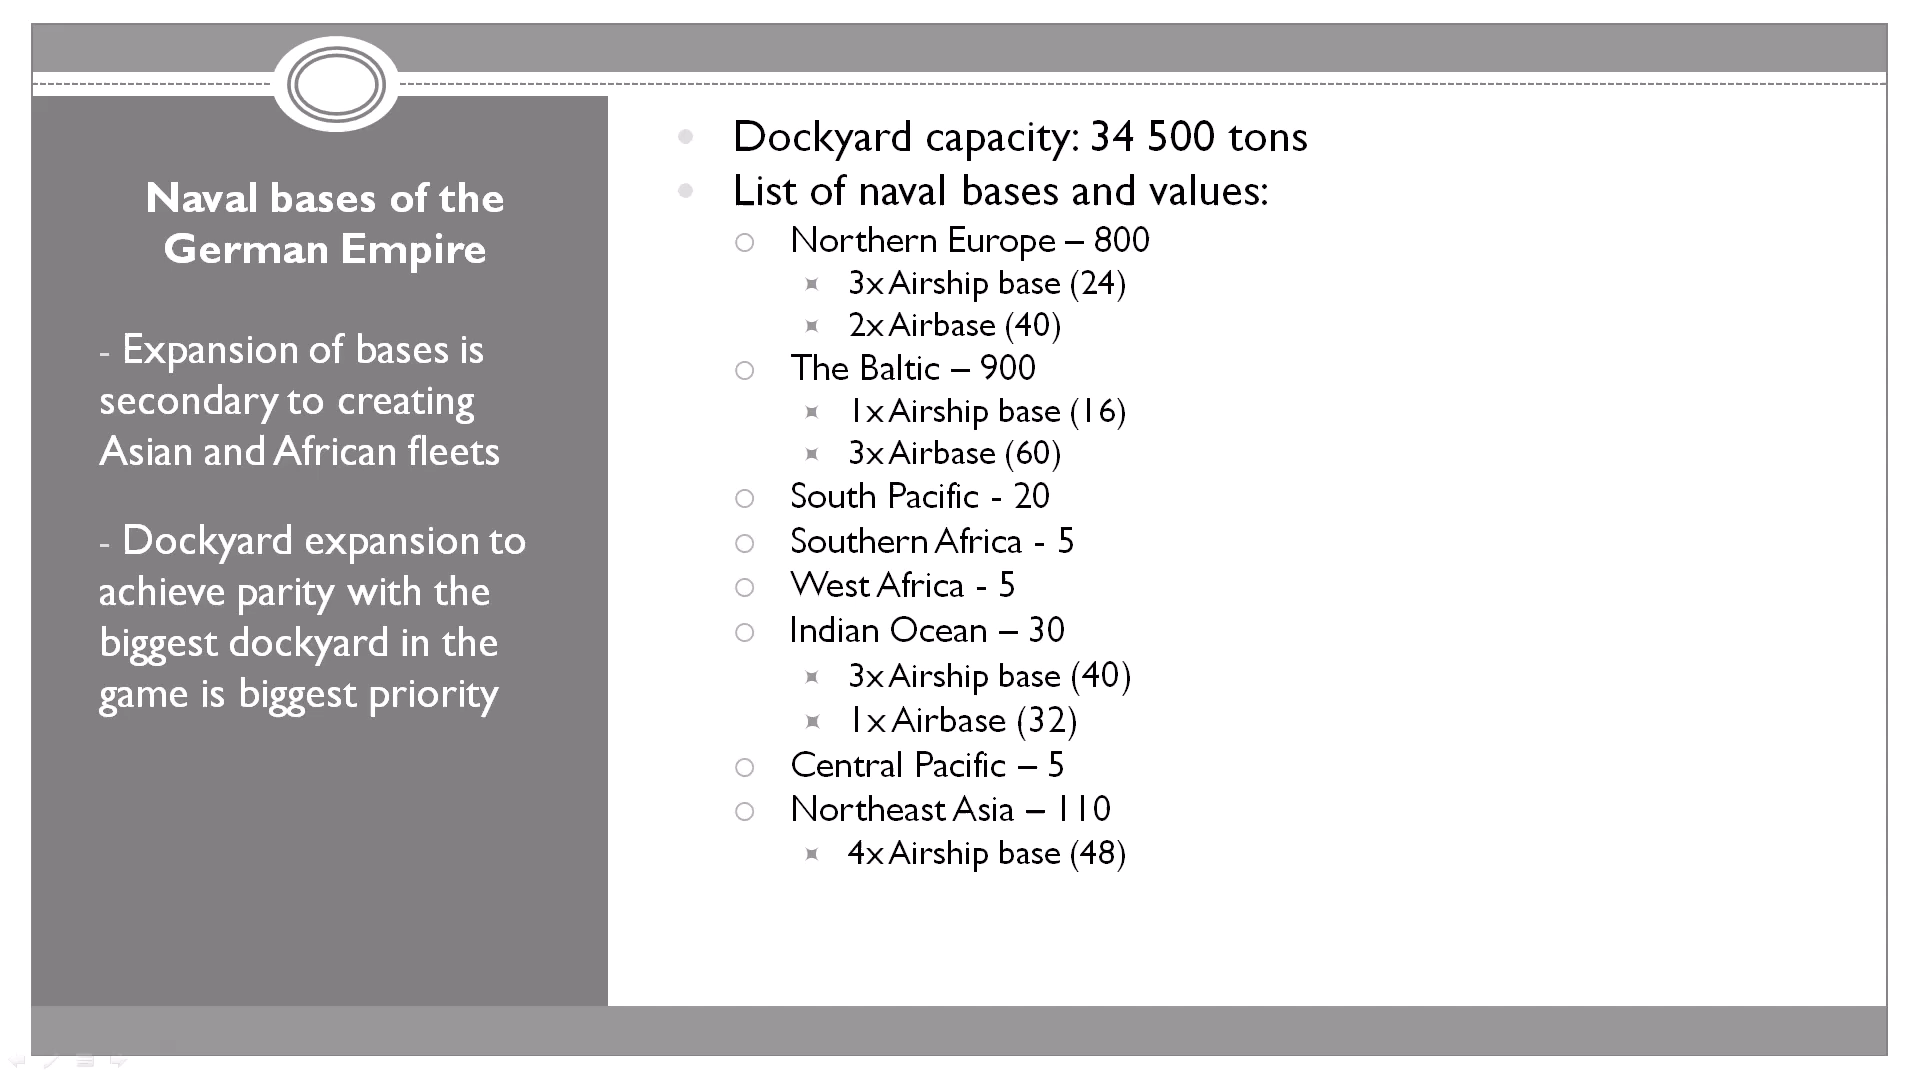 Naval bases of the
German Empire
- Expansion of bases is
secondary to creating
Asian and African fleets
- Dockyard expansion to
achieve parity with the
biggest dockyard in the
game is biggest priority
Dockyard capacity: 34 500 tons
List of naval bases and values:
Northern Europe – 800
3x Airship base (24)
2x Airbase (40)
The Baltic – 900
1x Airship base (16)
3x Airbase (60)
South Pacific - 20
Southern Africa - 5
West Africa - 5
Indian Ocean – 30
3x Airship base (40)
1x Airbase (32)
Central Pacific – 5
Northeast Asia – 110
4x Airship base (48)